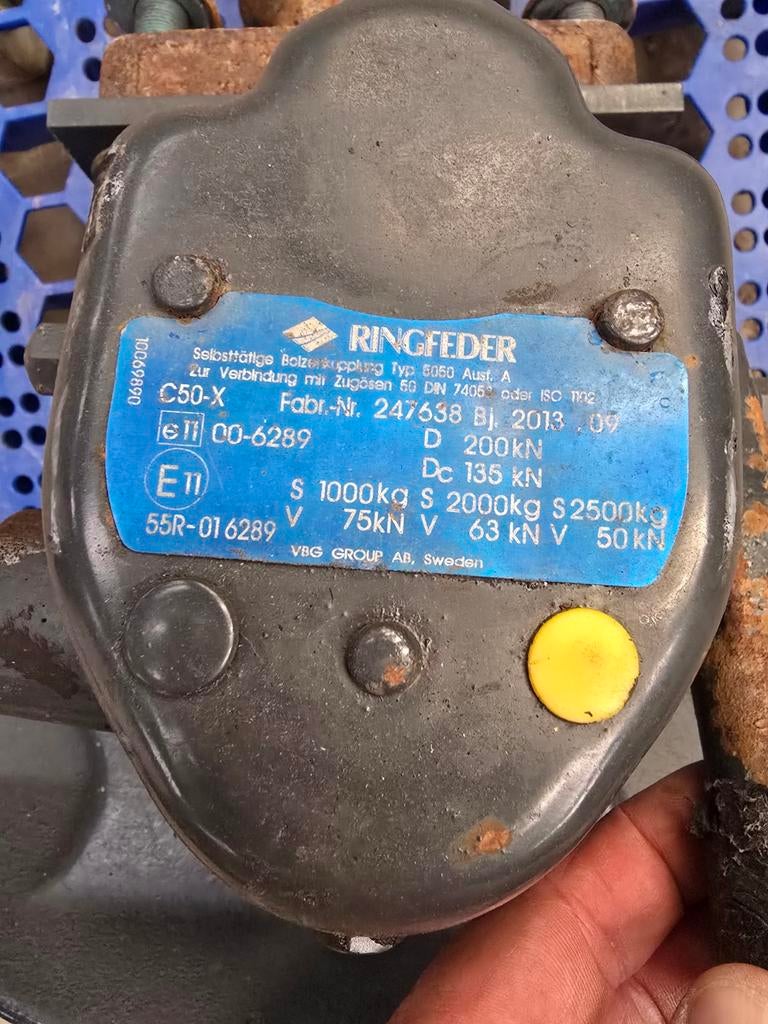 RINGFEDER
Selbsttätige Bolzenkupplung Typ 5050 Ausf. A
Zur Verbindung mit Zugösen 50 DIN 74053 oder ISO 1102
C50-X Fabr.-Nr. 247638 Bj. 2013 .09
e11 00-6289 D 200kN
E11 Dc 135 kN
S 1000kg S 2000kg S 2500kg
55R-01 6289 V 75kN V 63 kN V 50kN
VBG GROUP AB, Sweden
10069890